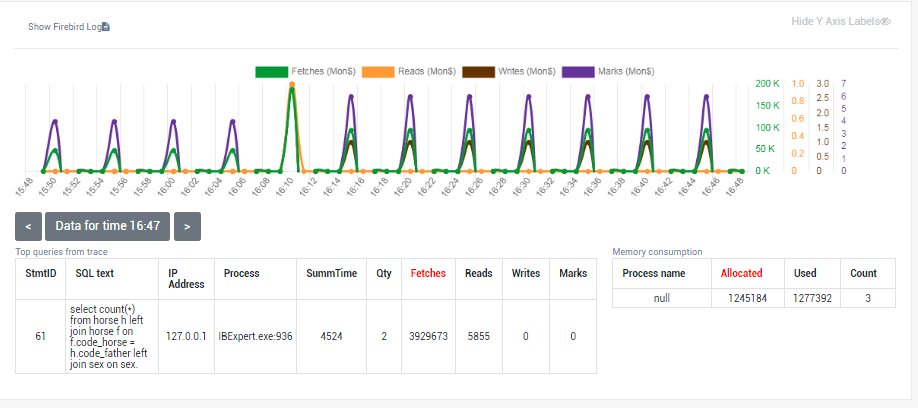 Show Firebird Log
Hide Y Axis Labels
Fetches (Mon$) Reads (Mon$) Writes (Mon$) Marks (Mon$)
200 K 1.0 3.0 7
150 K 0.8 2.5 6
100 K 0.6 2.0 5
50 K 0.4 1.5 4
0 K 0.2 1.0 3
0 0.5 2
0 1
0
15:48 15:50 15:52 15:54 15:56 15:58 16:00 16:02 16:04 16:06 16:08 16:10 16:12 16:14 16:16 16:18 16:20 16:22 16:24 16:26 16:28 16:30 16:32 16:34 16:36 16:38 16:40 16:42 16:44 16:46 16:48
< Data for time 16:47 >
Top queries from trace
StmtID SQL text IP Address Process SummTime Qty Fetches Reads Writes Marks
61
select count(*)
from horse h left
join horse f on
f.code_horse =
h.code_father left
join sex on sex.
127.0.0.1 IBExpert.exe:936 4524 2 3929673 5855 0 0
Memory consumption
Process name Allocated Used Count
null 1245184 1277392 3